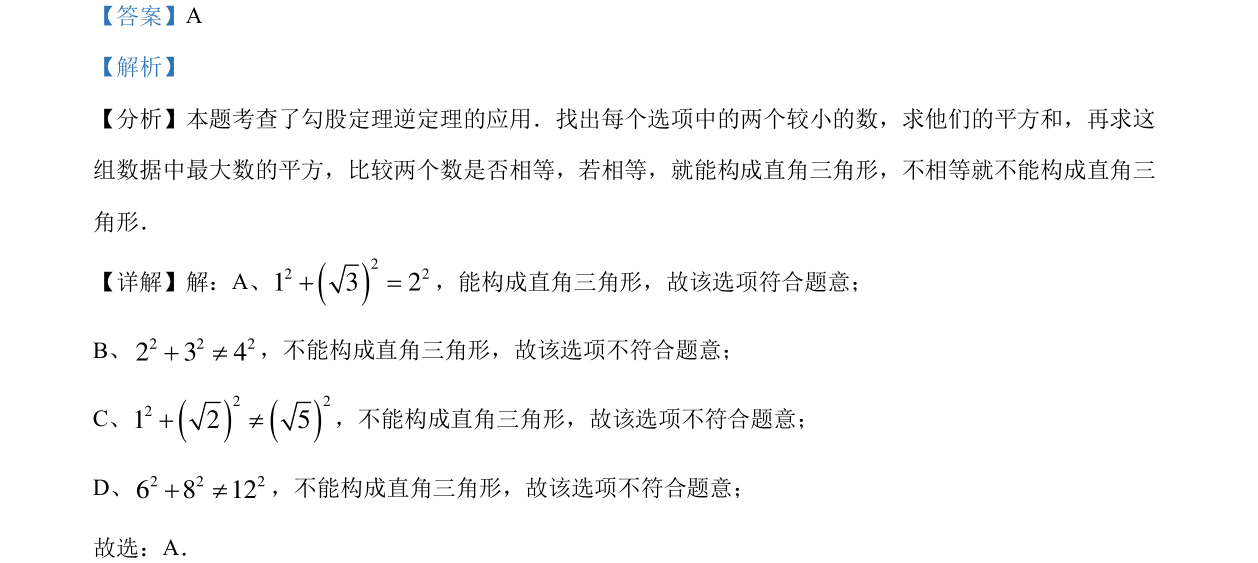 【答案】A
【解析】
【分析】本题考查了勾股定理逆定理的应用．找出每个选项中的两个较小的数，求他们的平方和，再求这
组数据中最大数的平方，比较两个数是否相等，若相等，就能构成直角三角形，不相等就不能构成直角三
角形．
【详解】解：A、1² + (√3)² = 2²，能构成直角三角形，故该选项符合题意；
B、2² + 3² ≠ 4²，不能构成直角三角形，故该选项不符合题意；
C、1² + (√2)² ≠ (√5)²，不能构成直角三角形，故该选项不符合题意；
D、6² + 8² ≠ 12²，不能构成直角三角形，故该选项不符合题意；
故选：A．